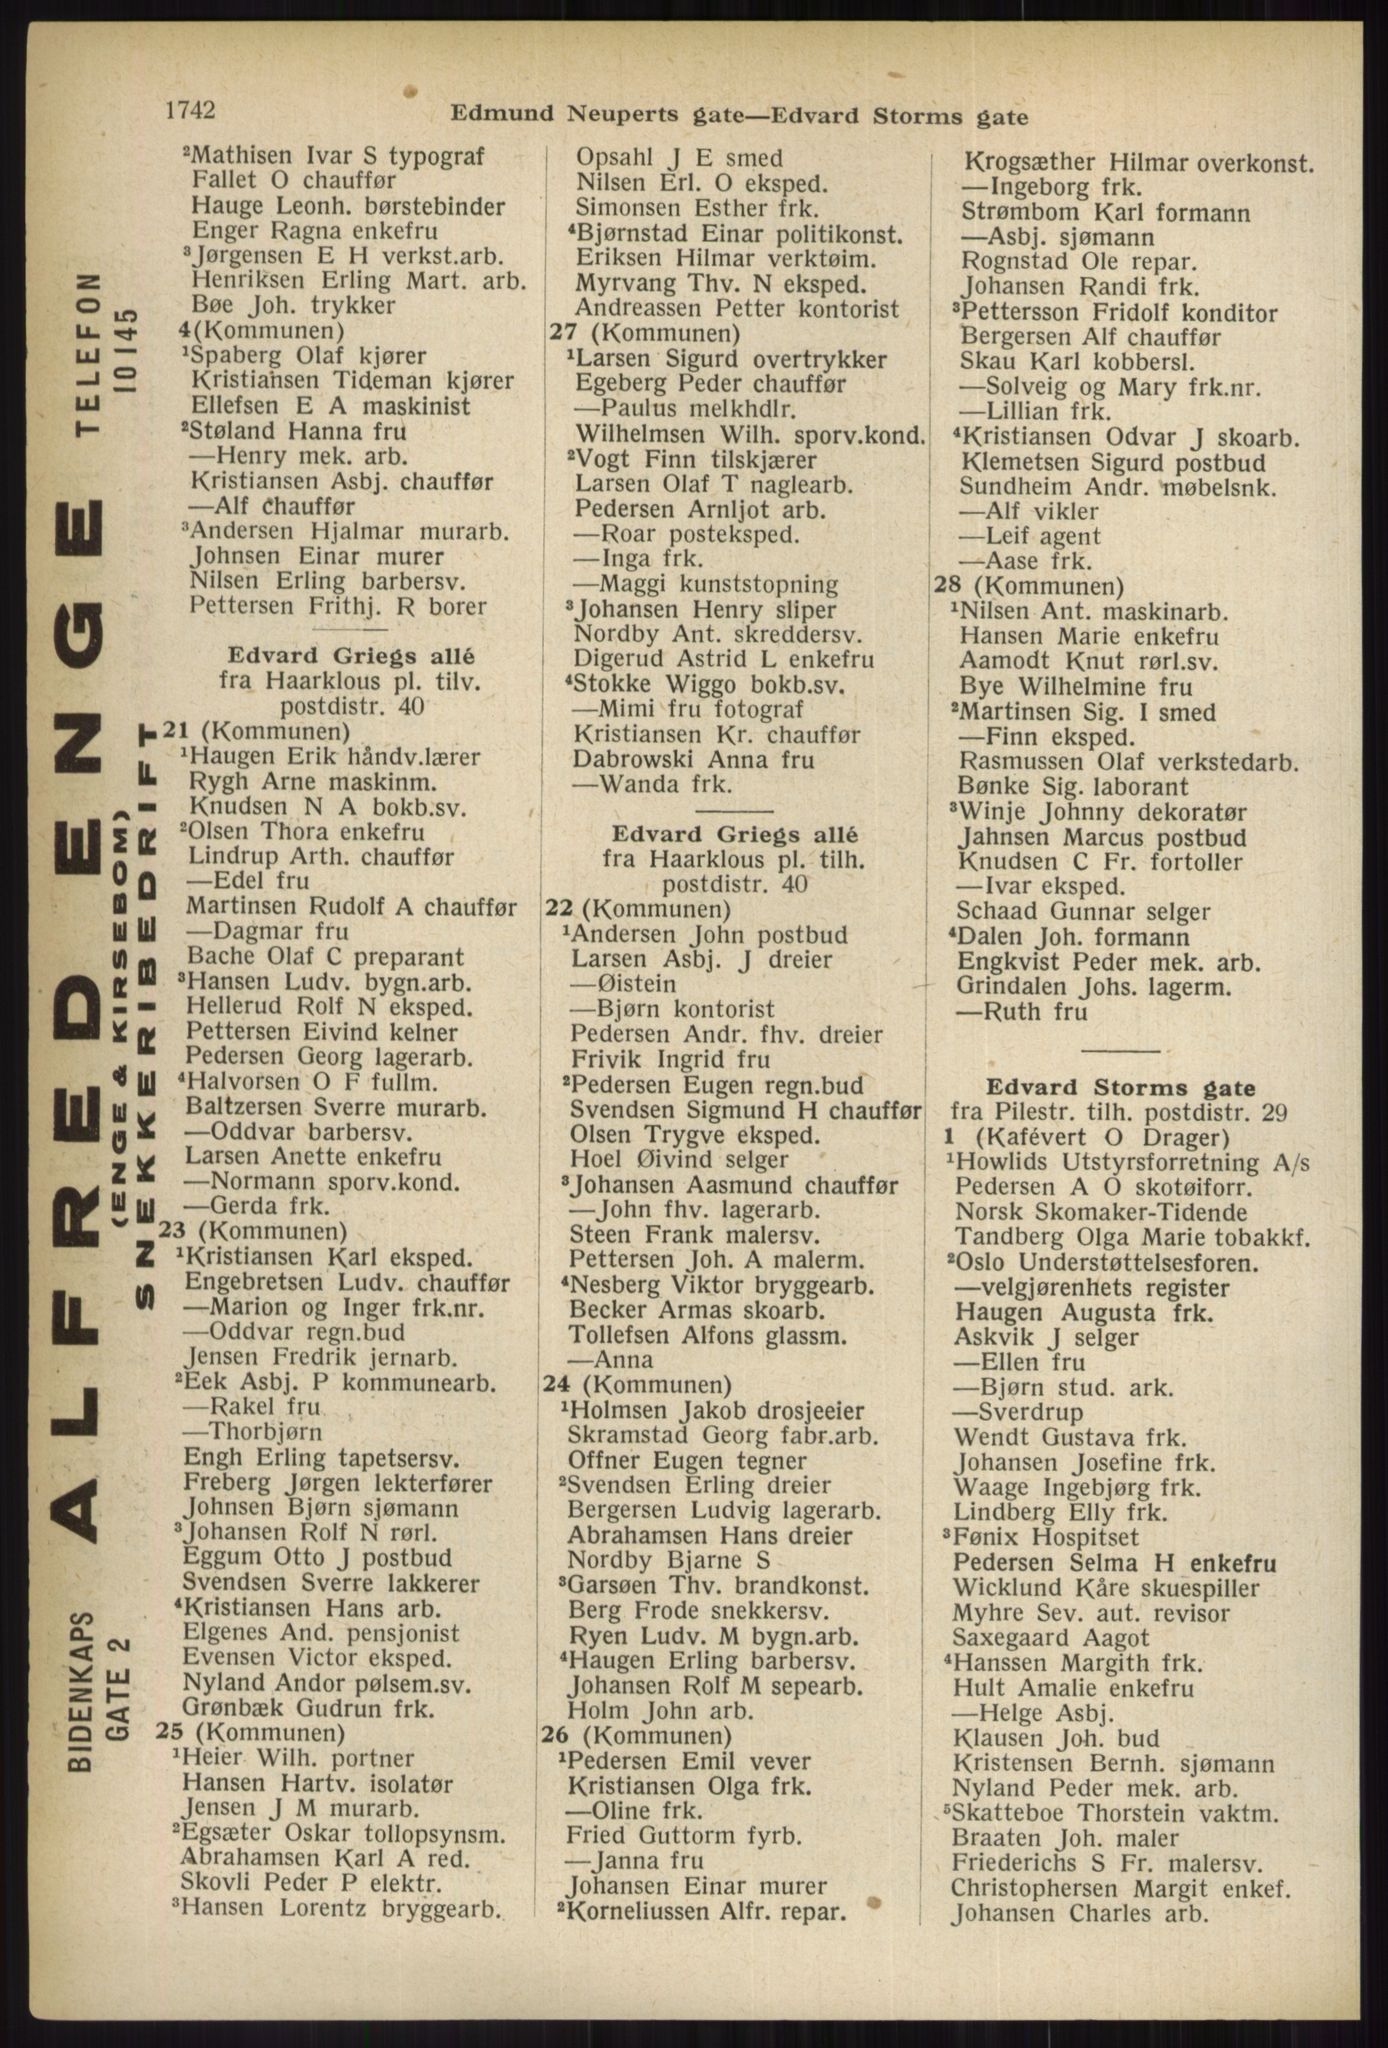 1742
Edmund Neuperts gate—Edvard Storms gate
²Mathisen Ivar S typograf
Fallet O chauffør
Hauge Leonh. børstebinder
Enger Ragna enkefru
³Jørgensen E H verkst.arb.
Henriksen Erling Mart. arb.
Bøe Joh. trykker
4(Kommunen)
¹Spaberg Olaf kjører
Kristiansen Tideman kjører
Ellefsen E A maskinist
²Støland Hanna fru
—Henry mek. arb.
Kristiansen Asbj. chauffør
—Alf chauffør
³Andersen Hjalmar murarb.
Johnsen Einar murer
Nilsen Erling barbersv.
Pettersen Frithj. R borer
Edvard Griegs allé
fra Haarklous pl. tilv.
postdistr. 40
21 (Kommunen)
¹Haugen Erik håndv.lærer
Rygh Arne maskinm.
Knudsen N A bokb.sv.
²Olsen Thora enkefru
Lindrup Arth. chauffør
—Edel fru
Martinsen Rudolf A chauffør
—Dagmar fru
Bache Olaf C preparant
³Hansen Ludv. bygn.arb.
Hellerud Rolf N eksped.
Pettersen Eivind kelner
Pedersen Georg lagerarb.
⁴Halvorsen O F fullm.
Baltzersen Sverre murarb.
—Oddvar barbersv.
Larsen Anette enkefru
—Normann sporv.kond.
—Gerda frk.
23 (Kommunen)
¹Kristiansen Karl eksped.
Engebretsen Ludv. chauffør
—Marion og Inger frk.nr.
—Oddvar regn.bud
Jensen Fredrik jernarb.
²Eek Asbj. P kommunearb.
—Rakel fru
—Thorbjørn
Engh Erling tapetsersv.
Freberg Jørgen lekterfører
Johnsen Bjørn sjømann
³Johansen Rolf N rørl.
Eggum Otto J postbud
Svendsen Sverre lakkerer
⁴Kristiansen Hans arb.
Elgenes And. pensjonist
Evensen Victor eksped.
Nyland Andor pølsem.sv.
Grønbæk Gudrun frk.
25 (Kommunen)
¹Heier Wilh. portner
Hansen Hartv. isolatør
Jensen J M murarb.
²Egsæter Oskar tollopsynsm.
Abrahamsen Karl A red.
Skovli Peder P elektr.
³Hansen Lorentz bryggearb.
Opsahl J E smed
Nilsen Erl. O eksped.
Simonsen Esther frk.
⁴Bjørnstad Einar politikonst.
Eriksen Hilmar verktøim.
Myrvang Thv. N eksped.
Andreassen Petter kontorist
27 (Kommunen)
¹Larsen Sigurd overtrykker
Egeberg Peder chauffør
—Paulus melkhdlr.
Wilhelmsen Wilh. sporv.kond.
²Vogt Finn tilskjærer
Larsen Olaf T naglearb.
Pedersen Arnljot arb.
—Roar posteksped.
—Inga frk.
—Maggi kunststopning
³Johansen Henry sliper
Nordby Ant. skreddersv.
Digerud Astrid L enkefru
⁴Stokke Wiggo bokb.sv.
—Mimi fru fotograf
Kristiansen Kr. chauffør
Dabrowski Anna fru
—Wanda frk.
Edvard Griegs allé
fra Haarklous pl. tilh.
postdistr. 40
22 (Kommunen)
¹Andersen John postbud
Larsen Asbj. J dreier
—Øistein
—Bjørn kontorist
Pedersen Andr. fhv. dreier
Frivik Ingrid fru
²Pedersen Eugen regn.bud
Svendsen Sigmund H chauffør
Olsen Trygve eksped.
Hoel Øivind selger
³Johansen Aasmund chauffør
—John fhv. lagerarb.
Steen Frank malersv.
Pettersen Joh. A malerm.
⁴Nesberg Viktor bryggearb.
Becker Armas skoarb.
Tollefsen Alfons glassm.
—Anna
24 (Kommunen)
¹Holmsen Jakob drosjeeier
Skramstad Georg fabr.arb.
Offner Eugen tegner
²Svendsen Erling dreier
Bergersen Ludvig lagerarb.
Abrahamsen Hans dreier
Nordby Bjarne S
³Garsøen Thv. brandkonst.
Berg Frode snekkersv.
Ryen Ludv. M bygn.arb.
⁴Haugen Erling barbersv.
Johansen Rolf M sepearb.
Holm John arb.
26 (Kommunen)
¹Pedersen Emil vever
Kristiansen Olga frk.
—Oline frk.
Fried Guttorm fyrb.
—Janna fru
Johansen Einar murer
²Korneliussen Alfr. repar.
Krogsæther Hilmar overkonst.
—Ingeborg frk.
Strømbom Karl formann
—Asbj. sjømann
Rognstad Ole repar.
Johansen Randi frk.
³Pettersson Fridolf konditor
Bergersen Alf chauffør
Skau Karl kobbersl.
—Solveig og Mary frk.nr.
—Lillian frk.
⁴Kristiansen Odvar J skoarb.
Klemetsen Sigurd postbud
Sundheim Andr. møbelsnk.
—Alf vikler
—Leif agent
—Aase frk.
28 (Kommunen)
¹Nilsen Ant. maskinarb.
Hansen Marie enkefru
Aamodt Knut rørl.sv.
Bye Wilhelmine fru
²Martinsen Sig. I smed
—Finn eksped.
Rasmussen Olaf verkstedarb.
Bønke Sig. laborant
³Winje Johnny dekoratør
Jahnsen Marcus postbud
Knudsen C Fr. fortoller
—Ivar eksped.
Schaad Gunnar selger
⁴Dalen Joh. formann
Engkvist Peder mek. arb.
Grindalen Johs. lagerm.
—Ruth fru
Edvard Storms gate
fra Pilestr. tilh. postdistr. 29
1 (Kafévert O Drager)
¹Howlids Utstyrsforretning A/s
Pedersen A O skotøiforr.
Norsk Skomaker-Tidende
Tandberg Olga Marie tobakkf.
²Oslo Understøttelsesforen.
—velgjørenhets register
Haugen Augusta frk.
Askvik J selger
—Ellen fru
—Bjørn stud. ark.
—Sverdrup
Wendt Gustava frk.
Johansen Josefine frk.
Waage Ingebjørg frk.
Lindberg Elly frk.
³Fønix Hospitset
Pedersen Selma H enkefru
Wicklund Kåre skuespiller
Myhre Sev. aut. revisor
Saxegaard Aagot
⁴Hanssen Margith frk.
Hult Amalie enkefru
—Helge Asbj.
Klausen Joh. bud
Kristensen Bernh. sjømann
Nyland Peder mek. arb.
⁵Skatteboe Thorstein vaktm.
Braaten Joh. maler
Friederichs S Fr. malersv.
Christophersen Margit enkef.
Johansen Charles arb.
BIDENKAPS
GATE 2
ALFRED ENGE
(ENGE & KIRSEBOM)
SNEKKERIBEDRIFT
TELEFON
10145